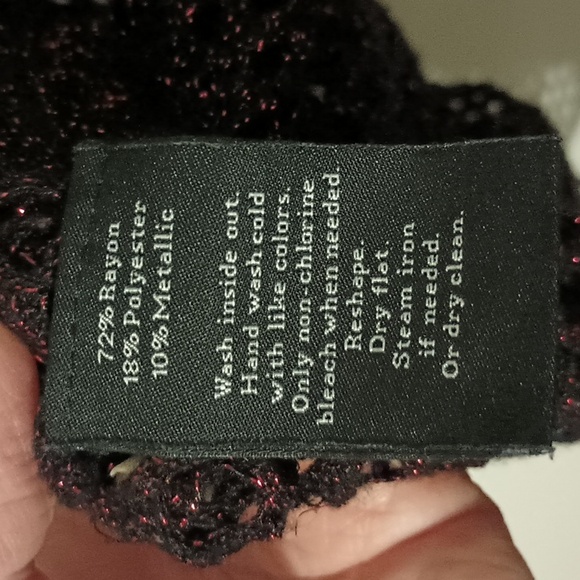 72% Rayon
18% Polyester
10% Metallic
Wash inside out.
Hand wash cold
with like colors.
Only non-chlorine
bleach when needed.
Reshape.
Dry flat.
Steam iron
if needed.
Or dry clean.